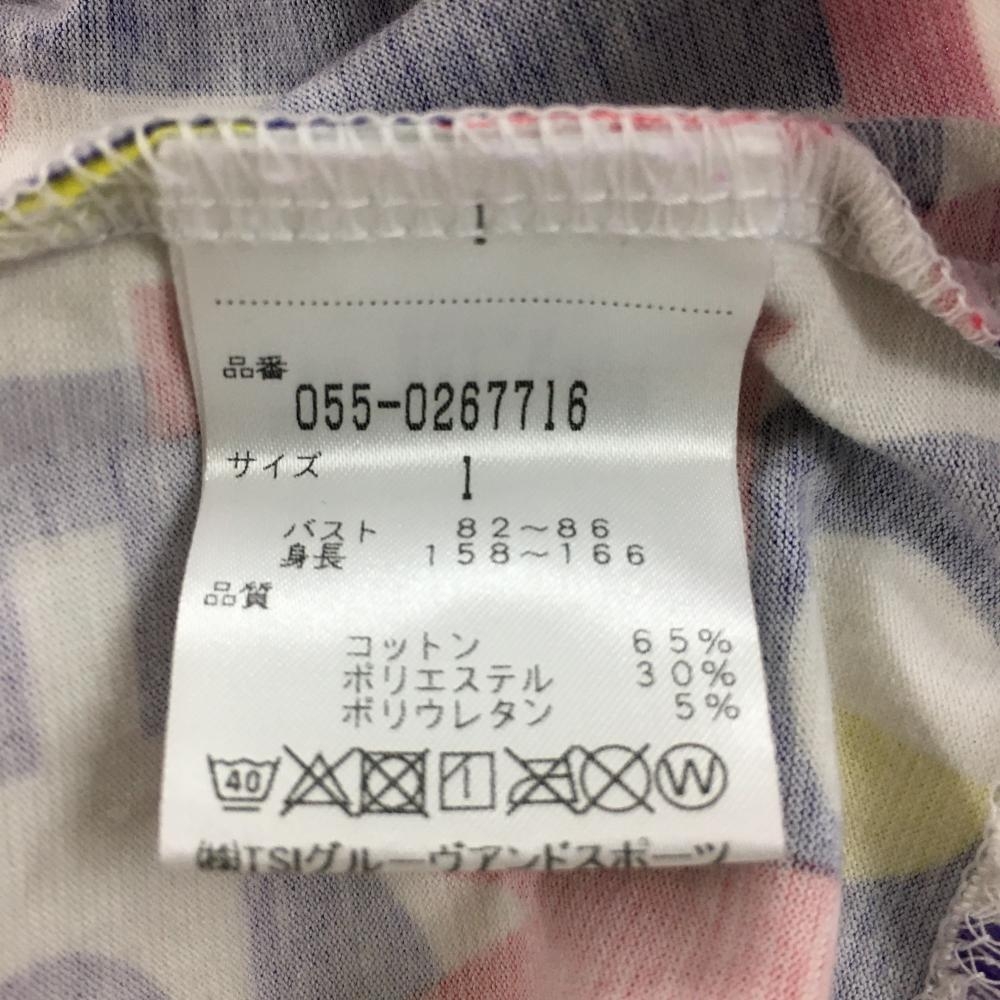 1
品番
055-0267716
サイズ 1
バスト 82～86
身長 158～166
品質
コットン 65%
ポリエステル 30%
ポリウレタン 5%
40 W
㈱TSIグルーヴアンドスポーツ